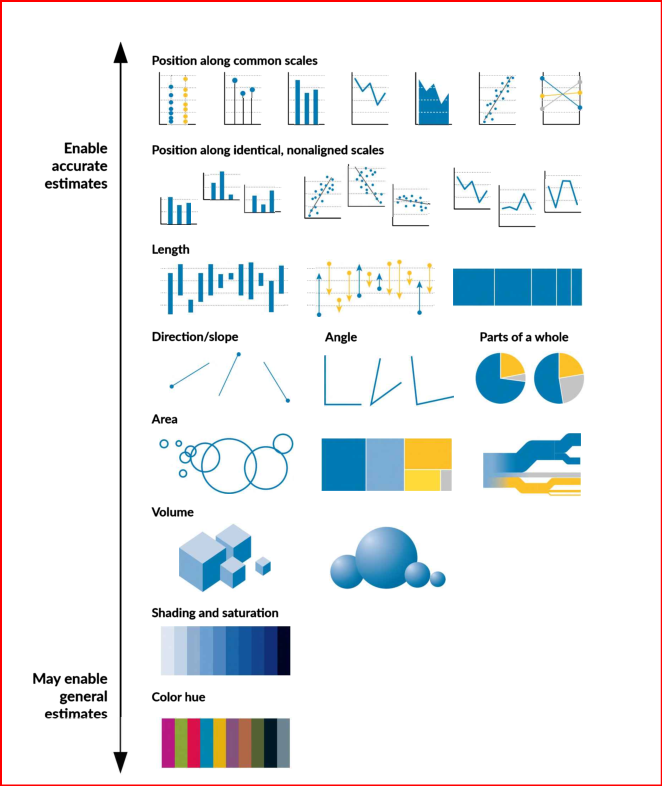 Position along common scales
Enable
accurate
estimates
Position along identical, nonaligned scales
Length
Direction/slope
Angle
Parts of a whole
Area
Volume
Shading and saturation
May enable
general
estimates
Color hue